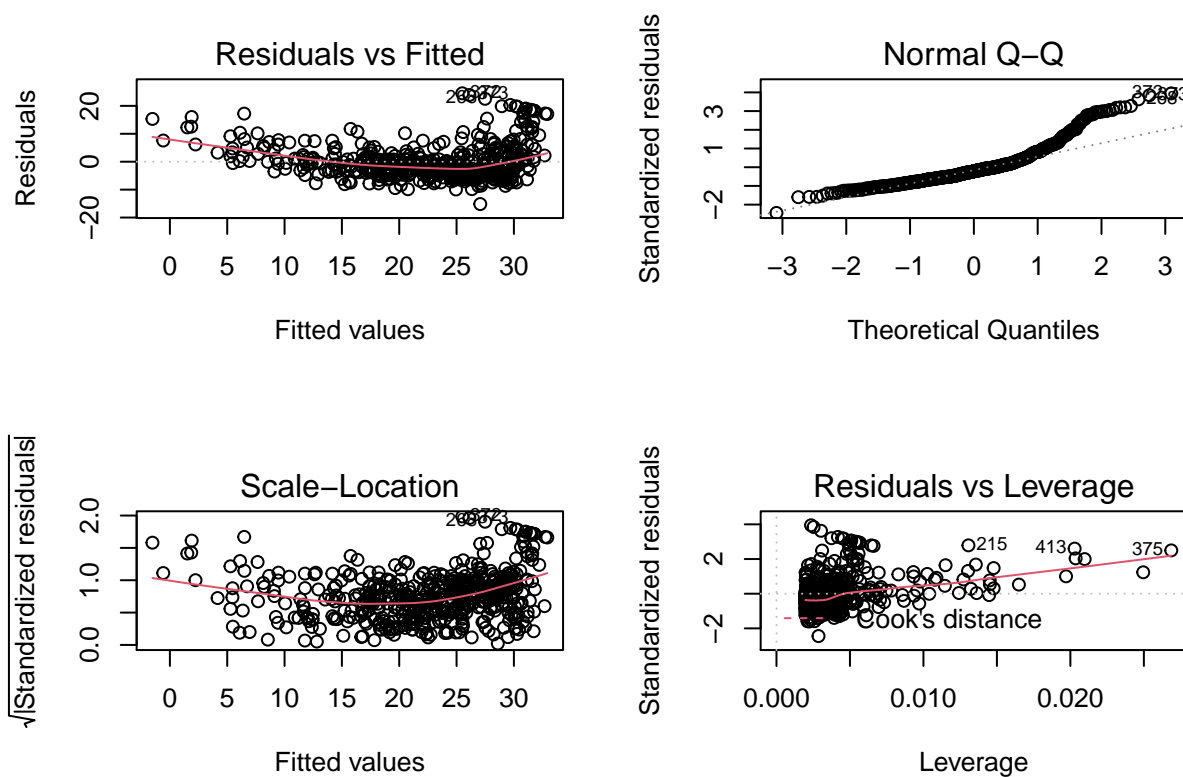 Residuals vs Fitted
Residuals
20
0
−20
0 5 10 15 20 25 30
Fitted values
Normal Q−Q
Standardized residuals
3
1
−2
−3 −2 −1 0 1 2 3
Theoretical Quantiles
Scale−Location
√|Standardized residuals|
2.0
1.0
0.0
0 5 10 15 20 25 30
Fitted values
Residuals vs Leverage
Standardized residuals
2
0
−2
215
413
375
Cook's distance
0.000 0.010 0.020
Leverage